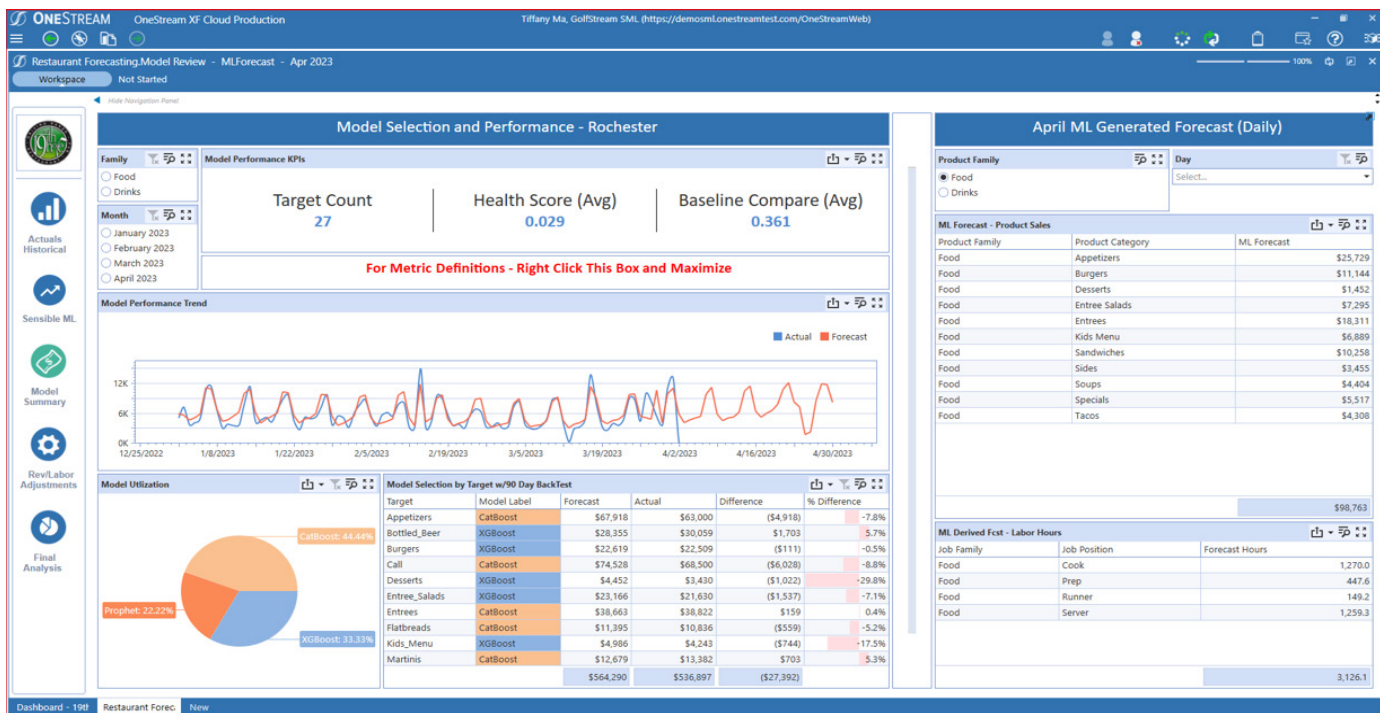 ONESTREAM OneStream XF Cloud Production Tiffany Ma, GolfStream SML (https://demosml.onestreamtest.com/OneStreamWeb)
Restaurant Forecasting.Model Review - MLForecast - Apr 2023
100%
Workspace Not Started
Hide Navigation Panel
19th
Actuals
Historical
Sensible ML
Model
Summary
Rev/Labor
Adjustments
Final
Analysis
Model Selection and Performance - Rochester
Family
Food
Drinks
Month
January 2023
February 2023
March 2023
April 2023
Model Performance KPIs
Target Count Health Score (Avg) Baseline Compare (Avg)
27 0.029 0.361
For Metric Definitions - Right Click This Box and Maximize
Model Performance Trend
Actual Forecast
12K
6K
0K
12/25/2022 1/8/2023 1/22/2023 2/5/2023 2/19/2023 3/5/2023 3/19/2023 4/2/2023 4/16/2023 4/30/2023
Model Utlization
CatBoost: 44.44%
Prophet: 22.22%
XGBoost: 33.33%
Model Selection by Target w/90 Day BackTest
Target Model Label Forecast Actual Difference % Difference
Appetizers CatBoost $67,918 $63,000 ($4,918) -7.8%
Bottled_Beer XGBoost $28,355 $30,059 $1,703 5.7%
Burgers XGBoost $22,619 $22,509 ($111) -0.5%
Call CatBoost $74,528 $68,500 ($6,028) -8.8%
Desserts XGBoost $4,452 $3,430 ($1,022) -29.8%
Entree_Salads XGBoost $23,166 $21,630 ($1,537) -7.1%
Entrees CatBoost $38,663 $38,822 $159 0.4%
Flatbreads CatBoost $11,395 $10,836 ($559) -5.2%
Kids_Menu XGBoost $4,986 $4,243 ($744) -17.5%
Martinis CatBoost $12,679 $13,382 $703 5.3%
$564,290 $536,897 ($27,392)
April ML Generated Forecast (Daily)
Product Family
Food
Drinks
Day
Select...
ML Forecast - Product Sales
Product Family Product Category ML Forecast
Food Appetizers $25,729
Food Burgers $11,144
Food Desserts $1,452
Food Entree Salads $7,295
Food Entrees $18,311
Food Kids Menu $6,889
Food Sandwiches $10,258
Food Sides $3,455
Food Soups $4,404
Food Specials $5,517
Food Tacos $4,308
$98,763
ML Derived Fcst - Labor Hours
Job Family Job Position Forecast Hours
Food Cook 1,270.0
Food Prep 447.6
Food Runner 149.2
Food Server 1,259.3
3,126.1
Dashboard - 19tl Restaurant Forec New